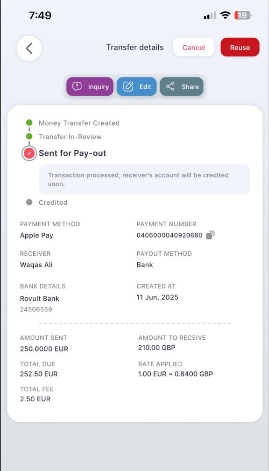 7:49
19
Transfer details
Cancel
Reuse
Inquiry
Edit
Share
Money Transfer Created
Transfer In-Review
Sent for Pay-out
Transaction processed, receiver's account will be credited
soon.
Credited
PAYMENT METHOD
PAYMENT NUMBER
Apple Pay
0406000040920680
RECEIVER
PAYOUT METHOD
Waqas Ali
Bank
BANK DETAILS
CREATED AT
Rovult Bank
11 Jun, 2025
24506559
AMOUNT SENT
AMOUNT TO RECEIVE
250.0000 EUR
210.00 GBP
TOTAL DUE
RATE APPLIED
252.50 EUR
1.00 EUR = 0.8400 GBP
TOTAL FEE
2.50 EUR